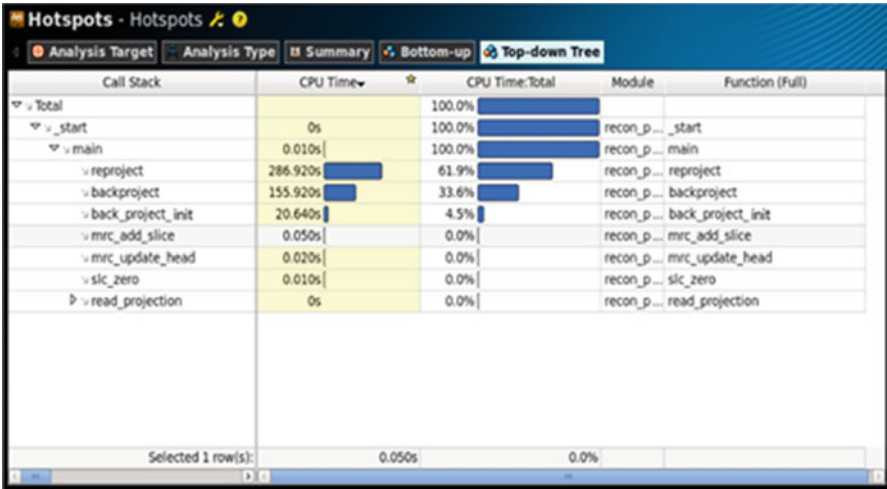 Hotspots - Hotspots
Analysis Target Analysis Type Summary Bottom-up Top-down Tree
Call Stack CPU Time CPU Time:Total Module Function (Full)
Total 100.0%
_start 0s 100.0% recon_p... _start
main 0.010s 100.0% recon_p... main
reproject 286.920s 61.9% recon_p... reproject
backproject 155.920s 33.6% recon_p... backproject
back_project_init 20.640s 4.5% recon_p... back_project_init
mrc_add_slice 0.050s 0.0% recon_p... mrc_add_slice
mrc_update_head 0.020s 0.0% recon_p... mrc_update_head
slc_zero 0.010s 0.0% recon_p... slc_zero
read_projection 0s 0.0% recon_p... read_projection
Selected 1 row(s): 0.050s 0.0%